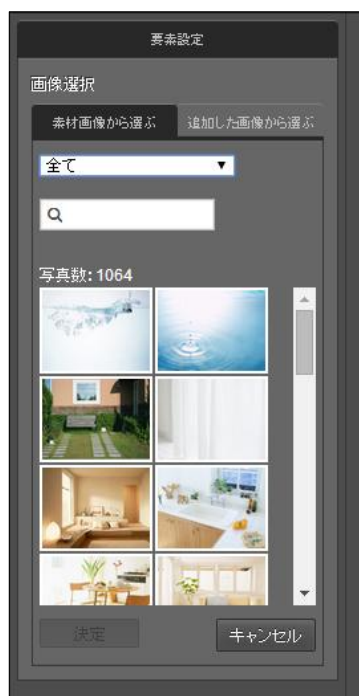 要素設定
画像選択
素材画像から選ぶ
追加した画像から選ぶ
全て
写真数: 1064
決定
キャンセル